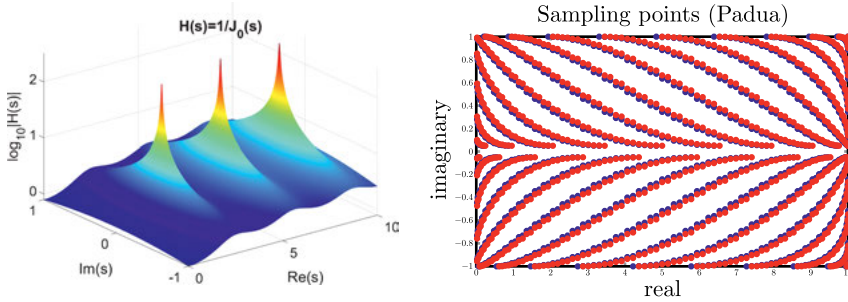 H(s)=1/J0(s)
log10|H(s)|
2
1
0
1
0
-1
Im(s)
0
5
10
Re(s)
Sampling points (Padua)
imaginary
1
0.8
0.6
0.4
0.2
0
−0.2
−0.4
−0.6
−0.8
−1
0 1 2 3 4 5 6 7 8 9
real